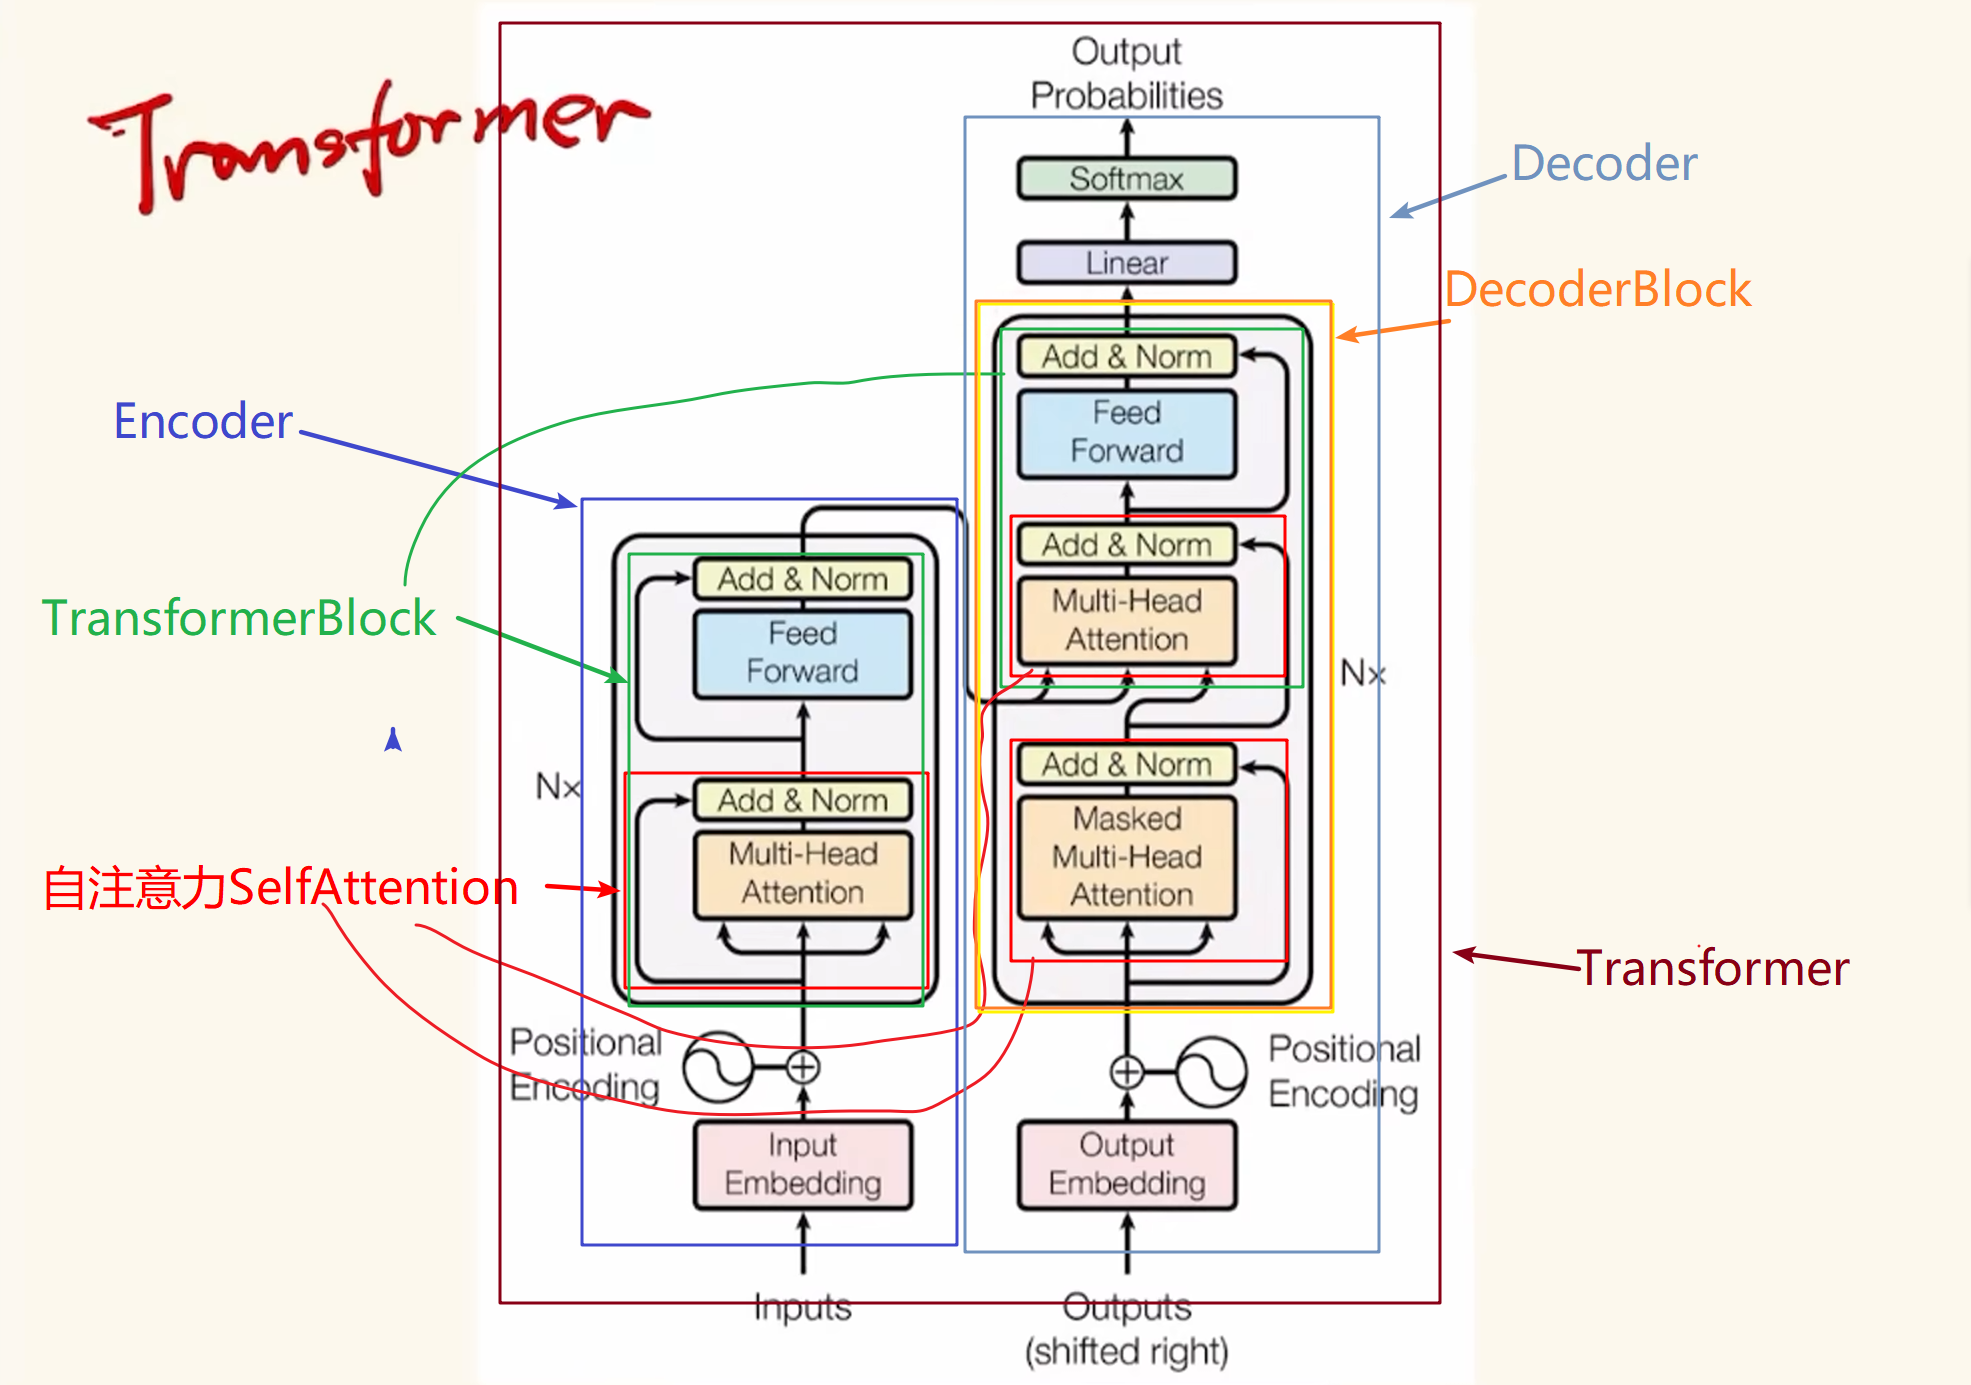 Transformer
Output
Probabilities
Softmax
Linear
Add & Norm
Feed
Forward
Add & Norm
Multi-Head
Attention
Nx
Add & Norm
Masked
Multi-Head
Attention
Positional
Encoding
Output
Embedding
Outputs
(shifted right)
Add & Norm
Feed
Forward
Nx
Add & Norm
Multi-Head
Attention
Positional
Encoding
Input
Embedding
Inputs
Encoder
TransformerBlock
自注意力SelfAttention
Decoder
DecoderBlock
Transformer